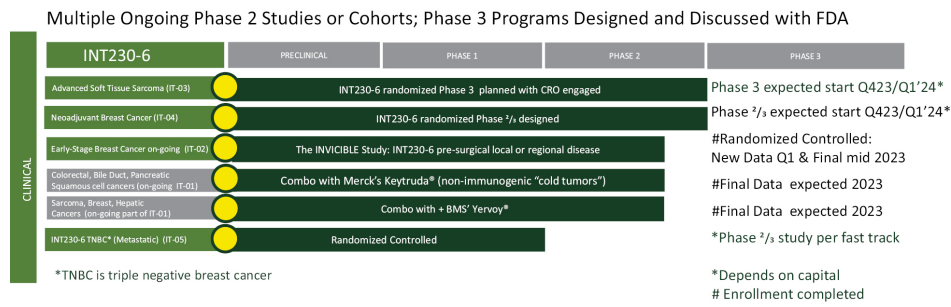 Multiple Ongoing Phase 2 Studies or Cohorts; Phase 3 Programs Designed and Discussed with FDA
CLINICAL
INT230-6
PRECLINICAL
PHASE 1
PHASE 2
PHASE 3
Advanced Soft Tissue Sarcoma (IT-03)
INT230-6 randomized Phase 3 planned with CRO engaged
Phase 3 expected start Q423/Q1’24*
Neoadjuvant Breast Cancer (IT-04)
INT230-6 randomized Phase ²/₃ designed
Phase ²/₃ expected start Q423/Q1’24*
Early-Stage Breast Cancer on-going (IT-02)
The INVICIBLE Study: INT230-6 pre-surgical local or regional disease
#Randomized Controlled:
New Data Q1 & Final mid 2023
Colorectal, Bile Duct, Pancreatic
Squamous cell cancers (on-going IT-01)
Combo with Merck’s Keytruda® (non-immunogenic “cold tumors”)
#Final Data expected 2023
Sarcoma, Breast, Hepatic
Cancers (on-going part of IT-01)
Combo with + BMS’ Yervoy®
#Final Data expected 2023
INT230-6 TNBC* (Metastatic) (IT-05)
Randomized Controlled
*Phase ²/₃ study per fast track
*TNBC is triple negative breast cancer
*Depends on capital
# Enrollment completed